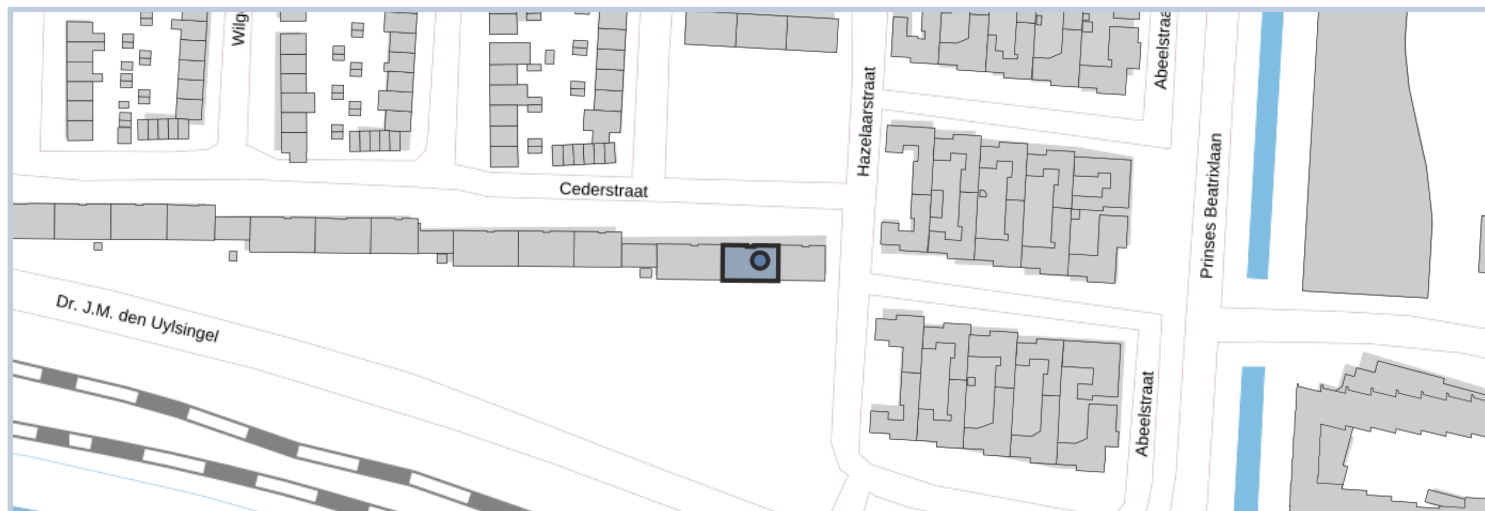 Abeelstraat
Hazelaarstraat
Cederstraat
Prinses Beatrixlaan
Dr. J.M. den Uylsingel
Abeelstraat